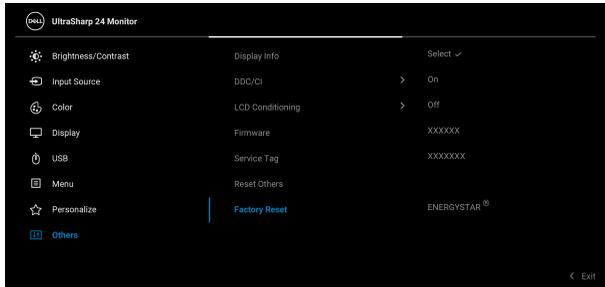 DELL UltraSharp 24 Monitor
Brightness/Contrast Display Info Select ✓
Input Source DDC/CI > On
Color LCD Conditioning > Off
Display Firmware XXXXXX
USB Service Tag XXXXXXX
Menu Reset Others
Personalize Factory Reset ENERGYSTAR ®
Others
< Exit